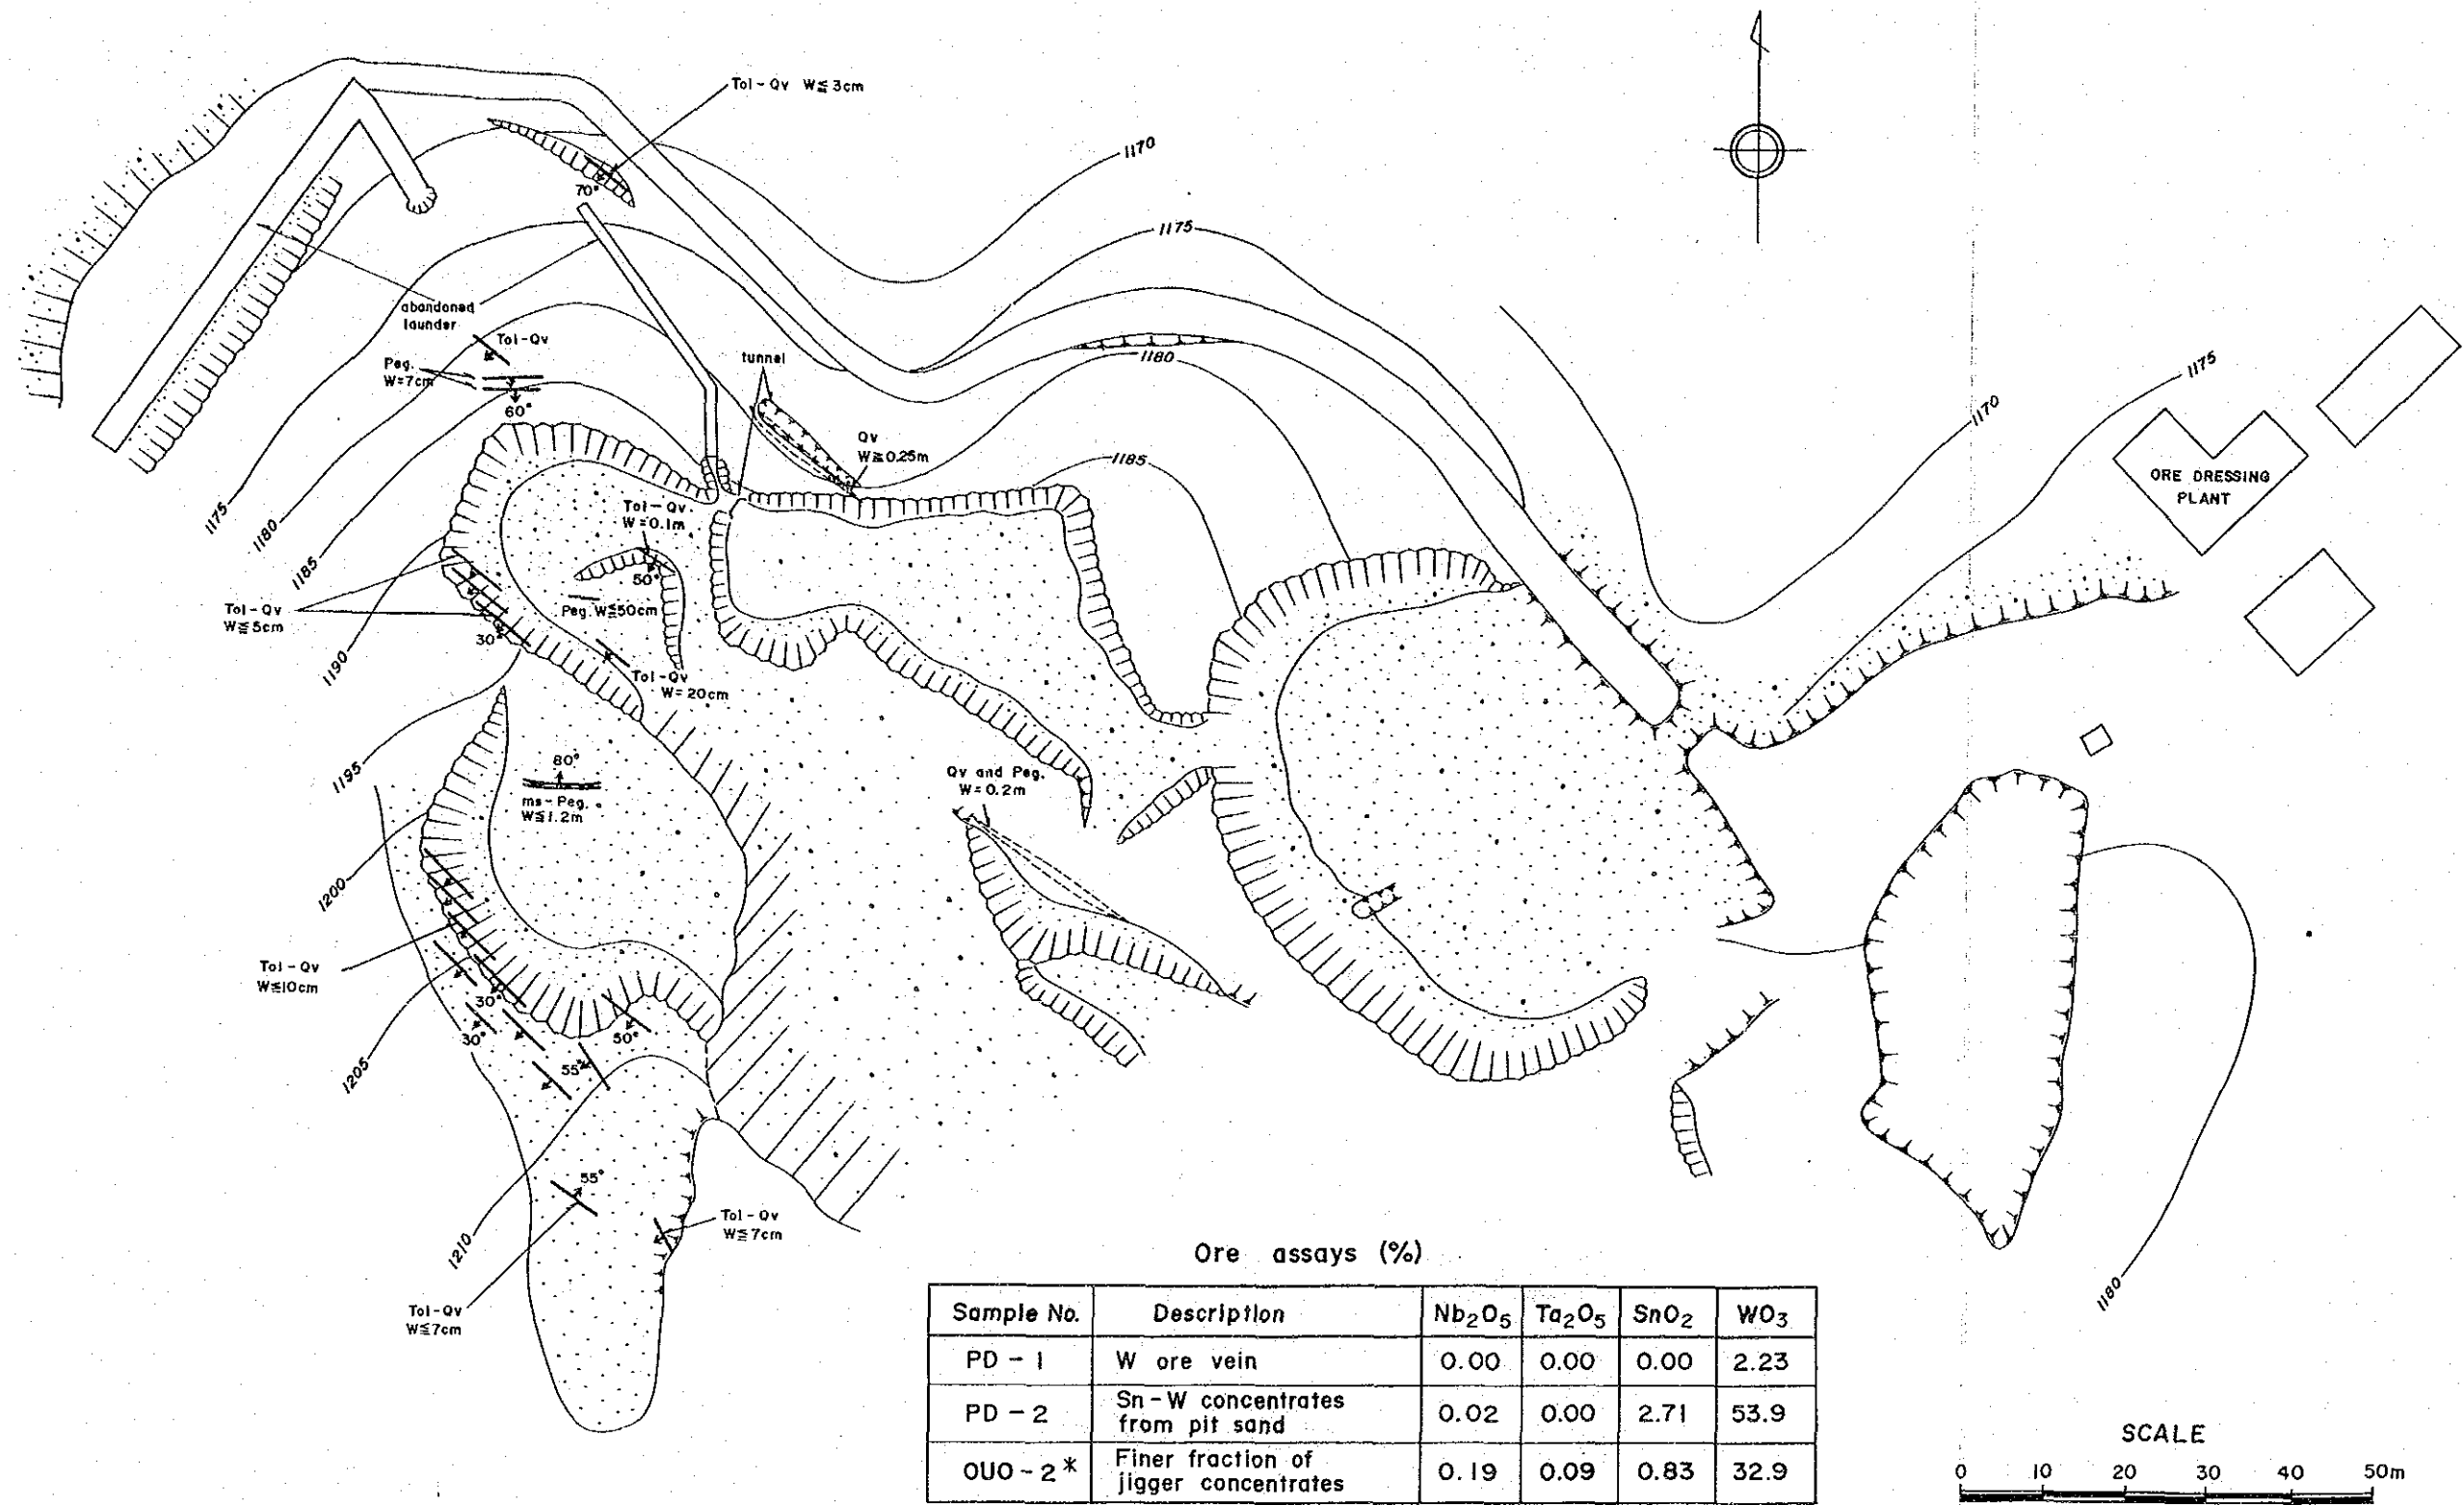 Tol-Qv W≦3cm
70°
1170
1175
abandoned
launder
Tol-Qv
Peg.
W=7cm
60°
tunnel
1180
Qv
W≧0.25m
1185
1175
1170
ORE DRESSING
PLANT
1175
1180
1185
Tol-Qv
W=0.1m
50°
Peg. W≦50cm
Tol-Qv
W≦5cm
30°
1190
Tol-Qv
W=20cm
80°
ms-Peg.
W≦1.2m
1195
Qv and Peg.
W=0.2m
1200
Tol-Qv
W≦10cm
30°
30°
50°
55°
1205
55°
Tol-Qv
W≦7cm
1210
Tol-Qv
W≦7cm
1180
Ore assays (%)
Sample No. Description Nb₂O₅ Ta₂O₅ SnO₂ WO₃
PD-1 W ore vein 0.00 0.00 0.00 2.23
PD-2 Sn-W concentrates from pit sand 0.02 0.00 2.71 53.9
OUO-2* Finer fraction of jigger concentrates 0.19 0.09 0.83 32.9
SCALE
0 10 20 30 40 50m